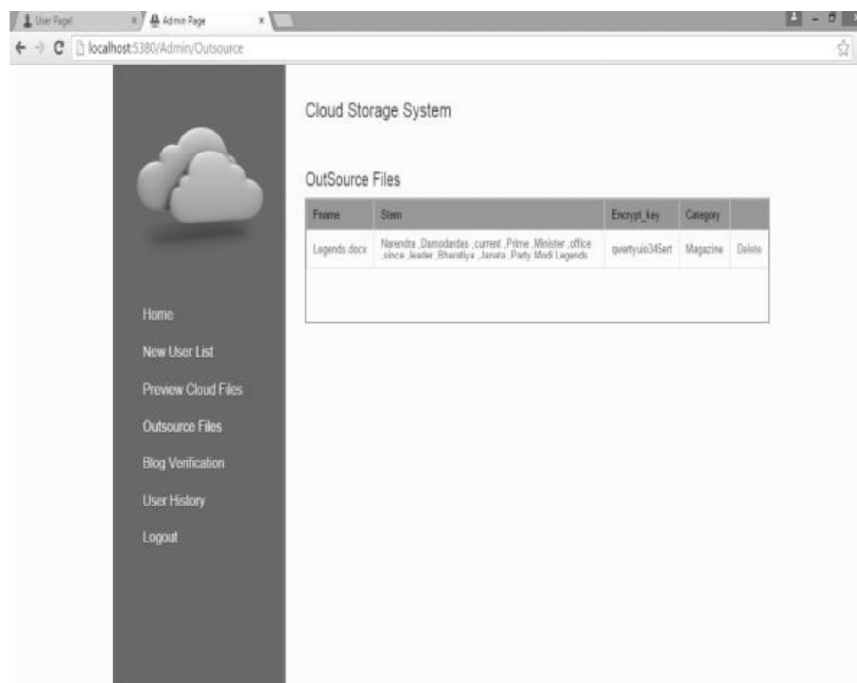 User Page!
Admin Page
localhost:5380/Admin/Outsource
Cloud Storage System
OutSource Files
Fname Stem Encrypt_key Category
Legends.docx Narendra ,Damodardas ,current ,Prime ,Minister ,office qwertyuio345ert Magazine Delete
,since ,leader ,Bharatiya ,Janata ,Party Modi Legends
Home
New User List
Preview Cloud Files
Outsource Files
Blog Verification
User History
Logout